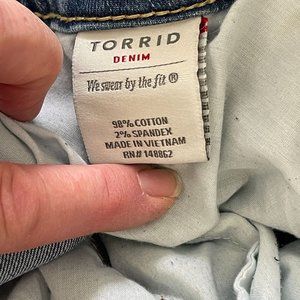 TORRID
DENIM
We swear by the fit ®
98% COTTON
2% SPANDEX
MADE IN VIETNAM
RN# 148862